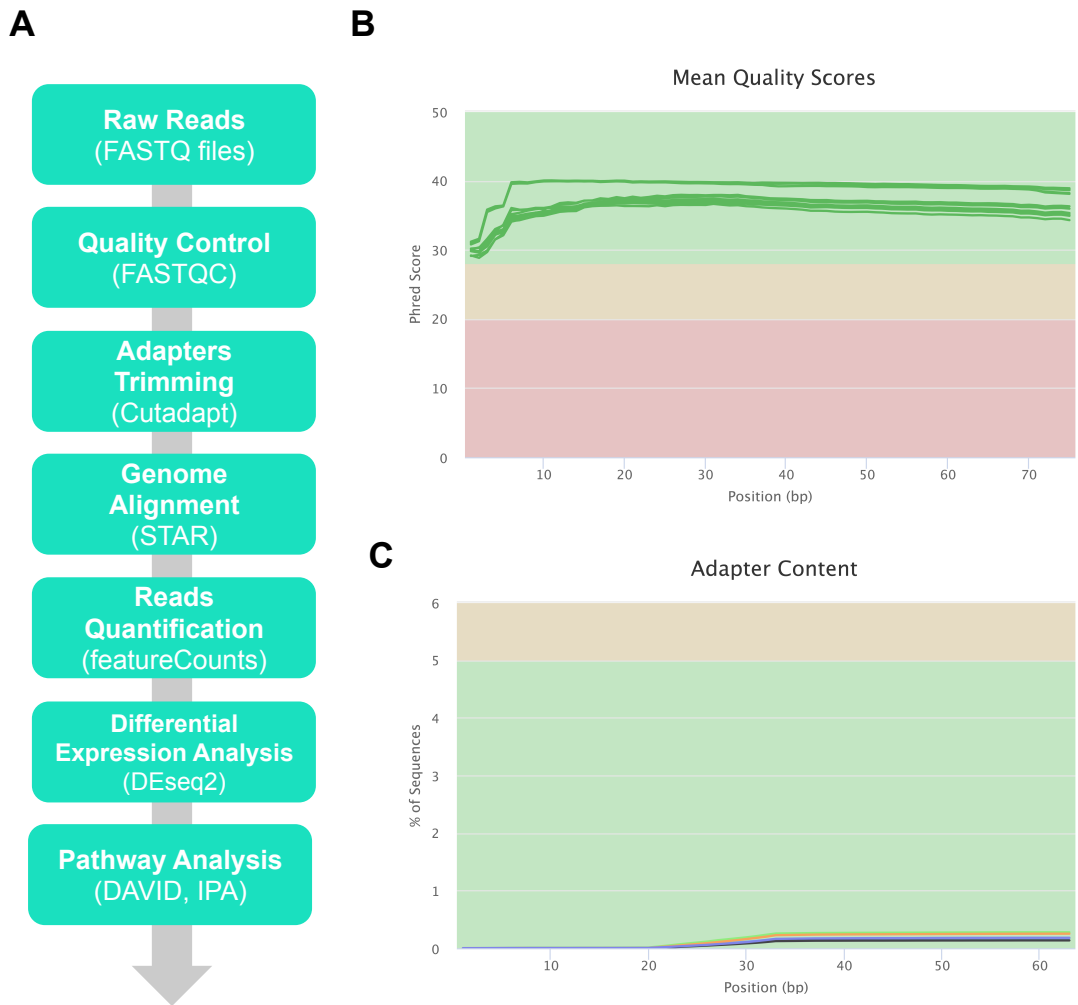 A
Raw Reads
(FASTQ files)
Quality Control
(FASTQC)
Adapters
Trimming
(Cutadapt)
Genome
Alignment
(STAR)
Reads
Quantification
(featureCounts)
Differential
Expression Analysis
(DEseq2)
Pathway Analysis
(DAVID, IPA)
B
Mean Quality Scores
Phred Score
50
40
30
20
10
0
10 20 30 40 50 60 70
Position (bp)
C
Adapter Content
% of Sequences
6
5
4
3
2
1
0
10 20 30 40 50 60
Position (bp)